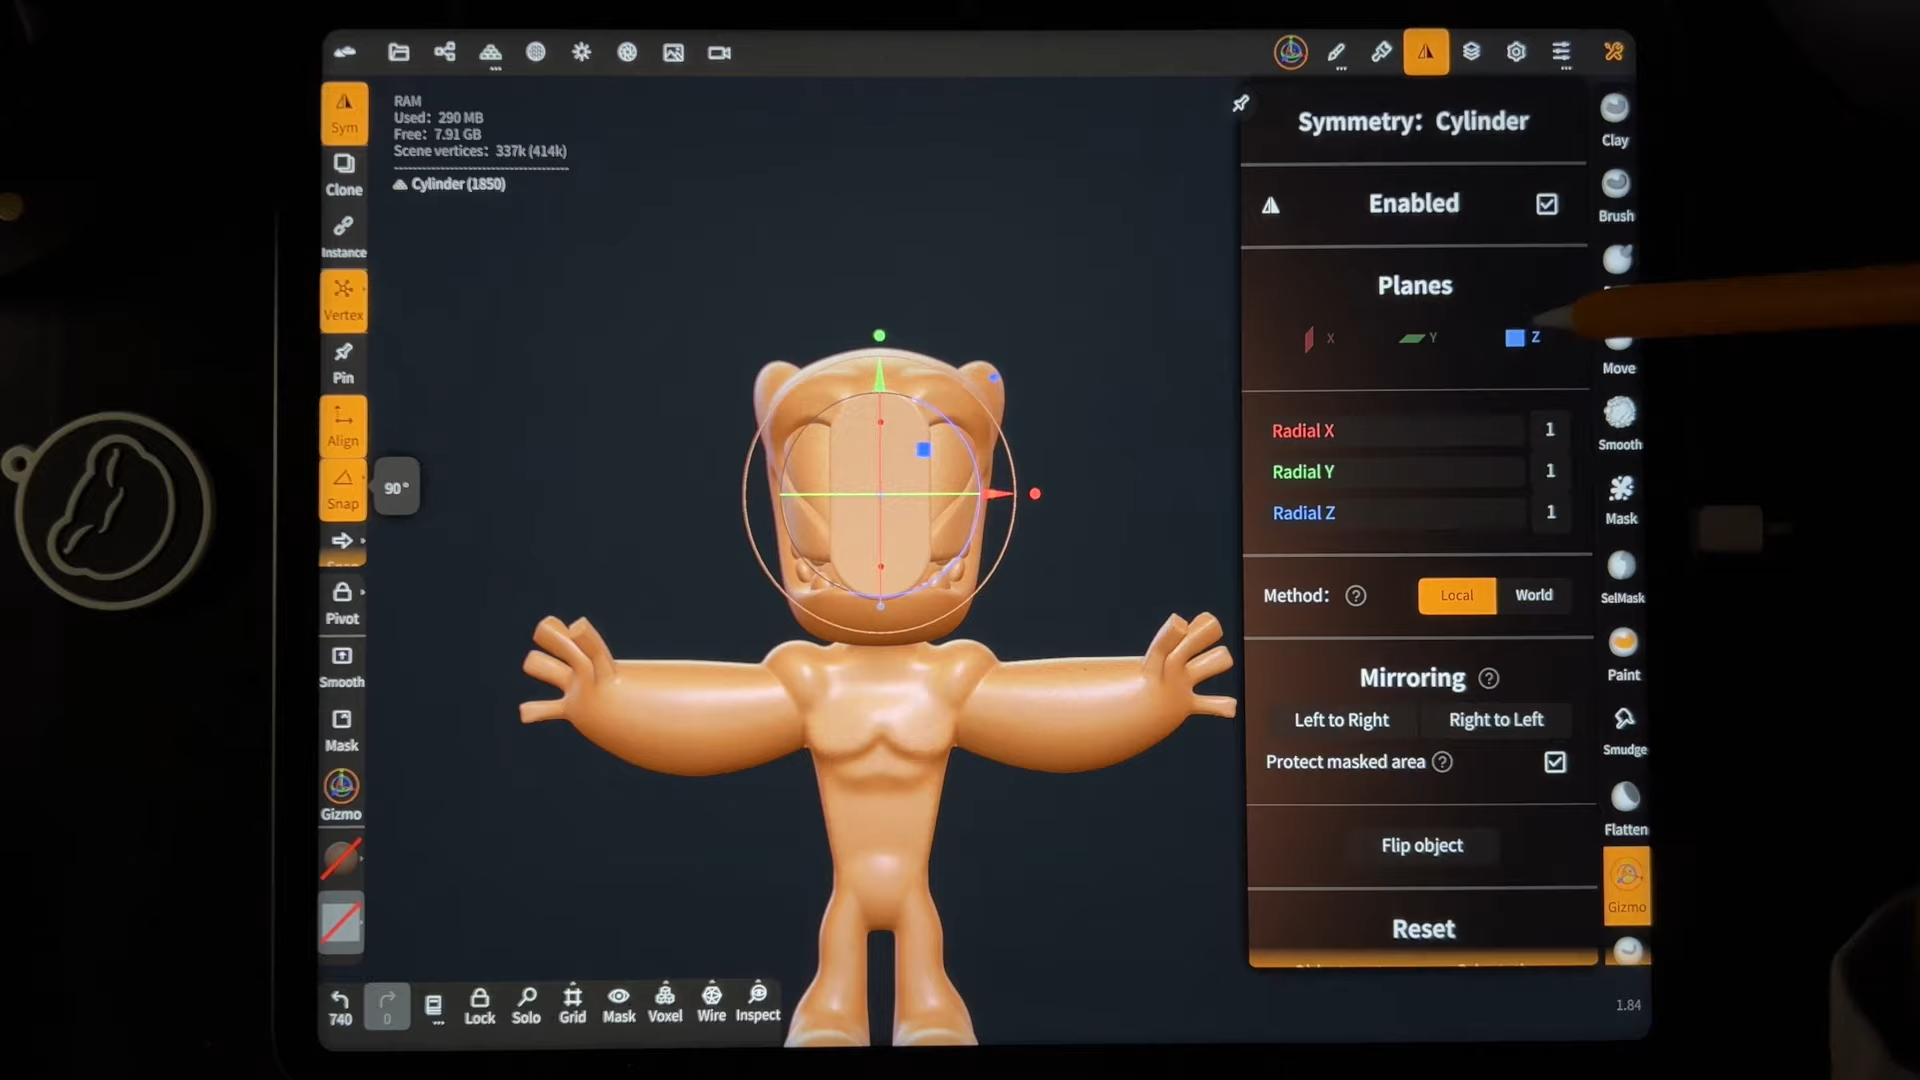 RAM
Used: 290 MB
Free: 7.91 GB
Scene vertices: 337k (414k)
Cylinder (1850)
Sym
Clone
Instance
Vertex
Pin
Align
Snap
90°
Pivot
Smooth
Mask
Gizmo
740
0
Lock
Solo
Grid
Mask
Voxel
Wire
Inspect
Symmetry: Cylinder
Enabled
Planes
X
Y
Z
Radial X 1
Radial Y 1
Radial Z 1
Method: ? Local World
Mirroring ?
Left to Right Right to Left
Protect masked area ?
Flip object
Reset
Clay
Brush
Move
Smooth
Mask
SelMask
Paint
Smudge
Flatten
Gizmo
1.84